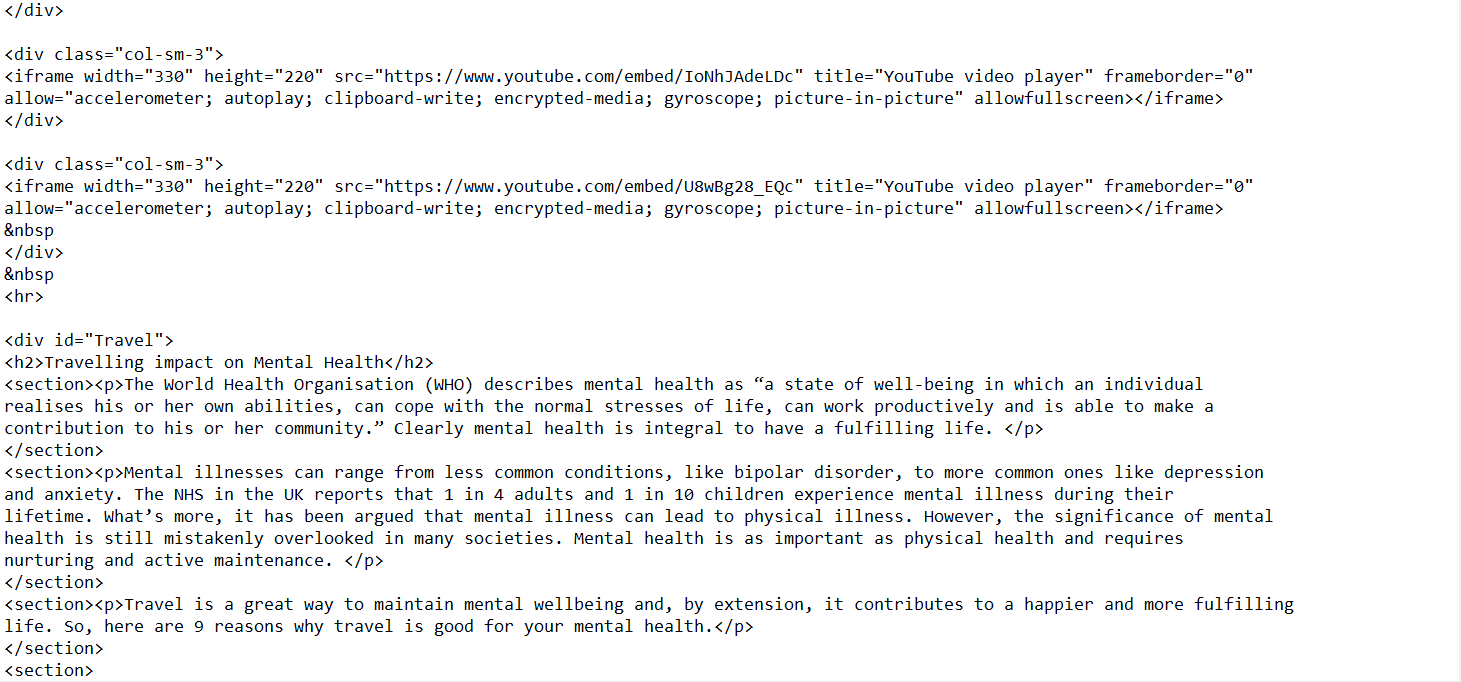 </div>
<div class="col-sm-3">
<iframe width="330" height="220" src="https://www.youtube.com/embed/IoNhJAdeLDc" title="YouTube video player" frameborder="0"
allow="accelerometer; autoplay; clipboard-write; encrypted-media; gyroscope; picture-in-picture" allowfullscreen></iframe>
</div>
<div class="col-sm-3">
<iframe width="330" height="220" src="https://www.youtube.com/embed/U8wBg28_EQc" title="YouTube video player" frameborder="0"
allow="accelerometer; autoplay; clipboard-write; encrypted-media; gyroscope; picture-in-picture" allowfullscreen></iframe>
&nbsp
</div>
&nbsp
<hr>
<div id="Travel">
<h2>Travelling impact on Mental Health</h2>
<section><p>The World Health Organisation (WHO) describes mental health as “a state of well-being in which an individual
realises his or her own abilities, can cope with the normal stresses of life, can work productively and is able to make a
contribution to his or her community.” Clearly mental health is integral to have a fulfilling life. </p>
</section>
<section><p>Mental illnesses can range from less common conditions, like bipolar disorder, to more common ones like depression
and anxiety. The NHS in the UK reports that 1 in 4 adults and 1 in 10 children experience mental illness during their
lifetime. What’s more, it has been argued that mental illness can lead to physical illness. However, the significance of mental
health is still mistakenly overlooked in many societies. Mental health is as important as physical health and requires
nurturing and active maintenance. </p>
</section>
<section><p>Travel is a great way to maintain mental wellbeing and, by extension, it contributes to a happier and more fulfilling
life. So, here are 9 reasons why travel is good for your mental health.</p>
</section>
<section>